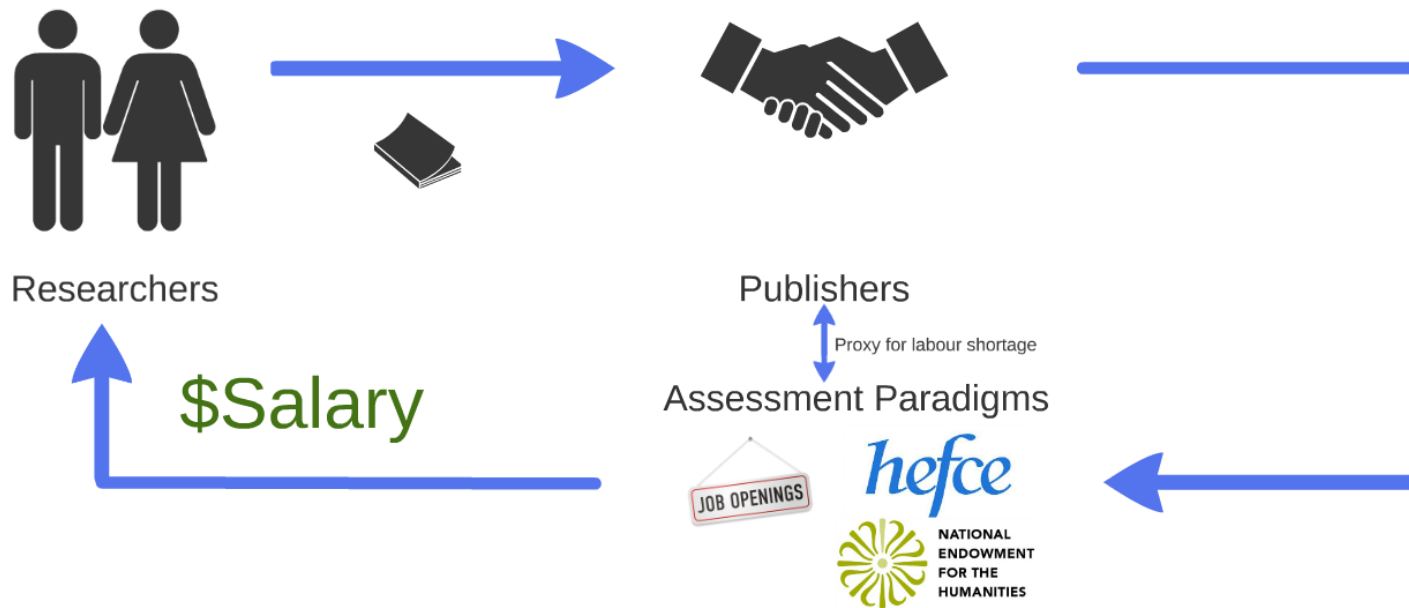 Researchers
Publishers
Proxy for labour shortage
$Salary
Assessment Paradigms
JOB OPENINGS
hefce
NATIONAL
ENDOWMENT
FOR THE
HUMANITIES